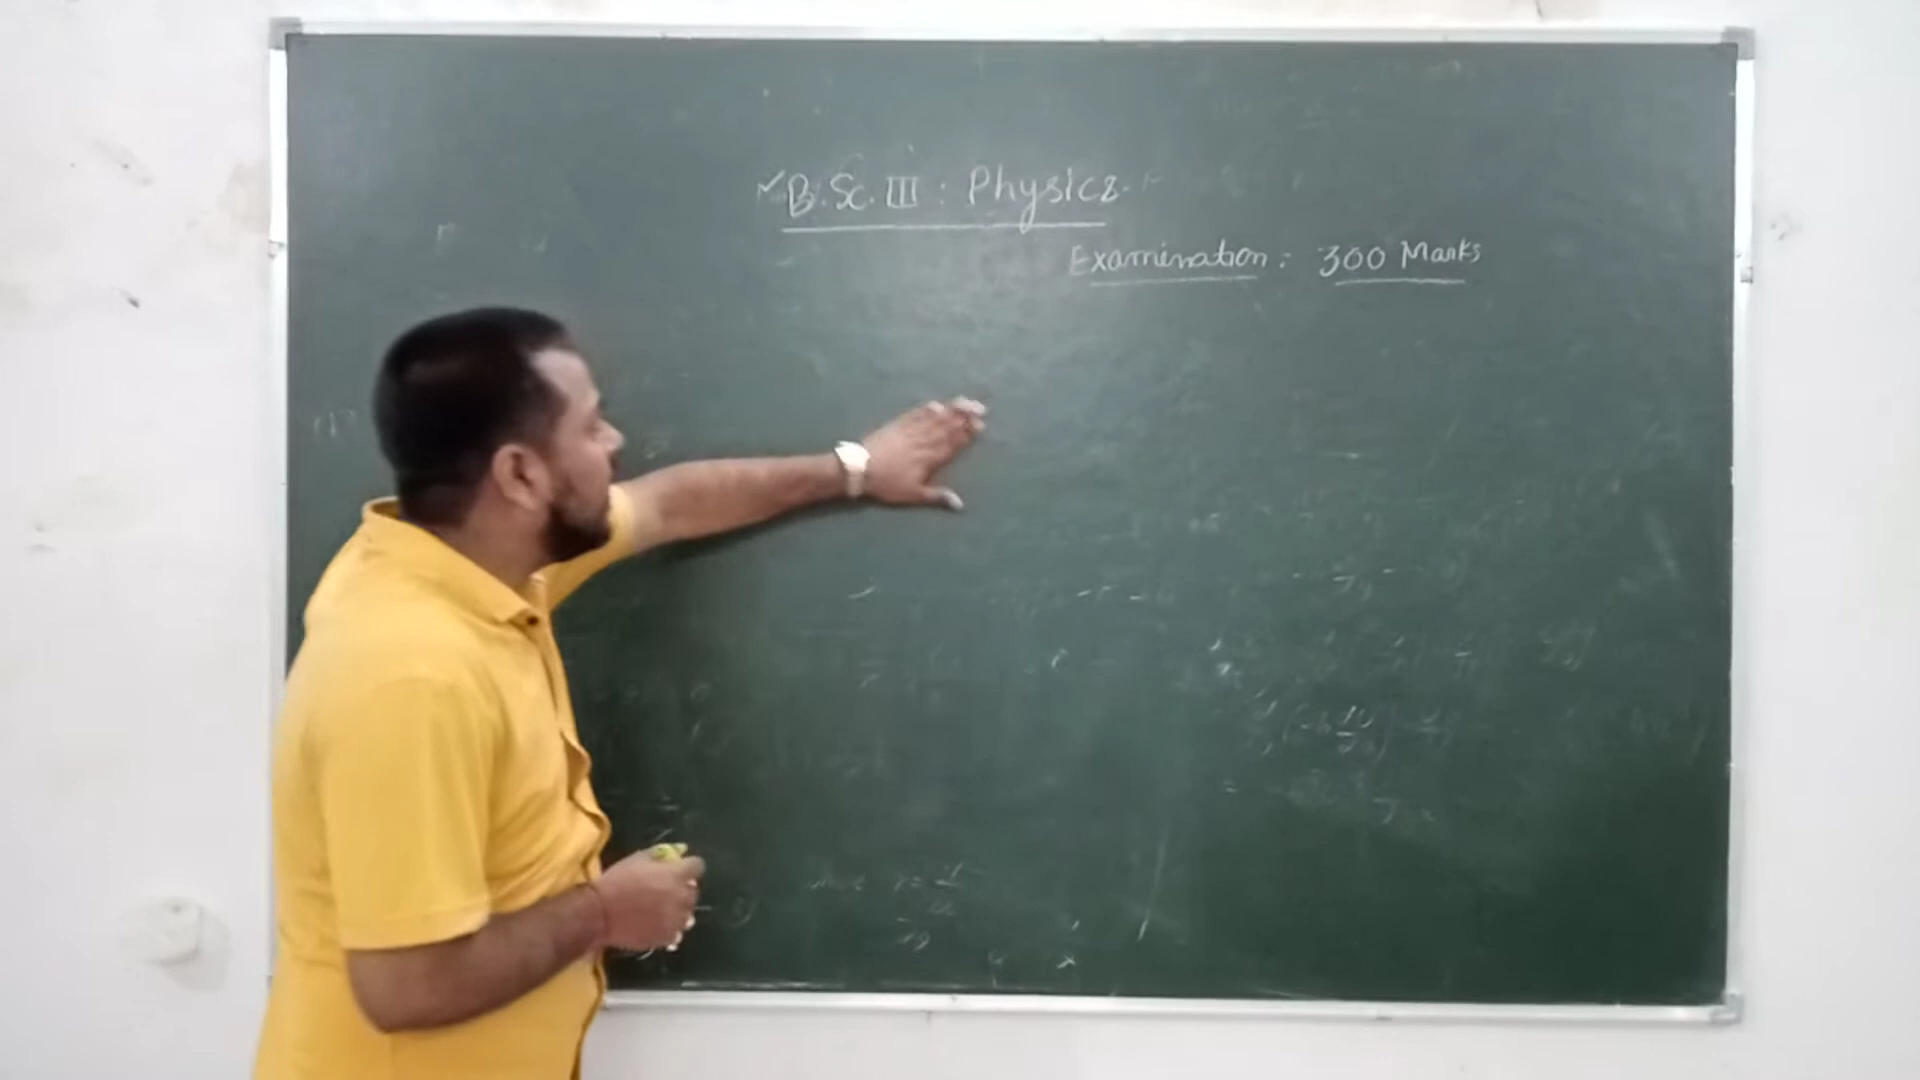 ✓B.Sc. III : Physics.
Examination : 300 Marks